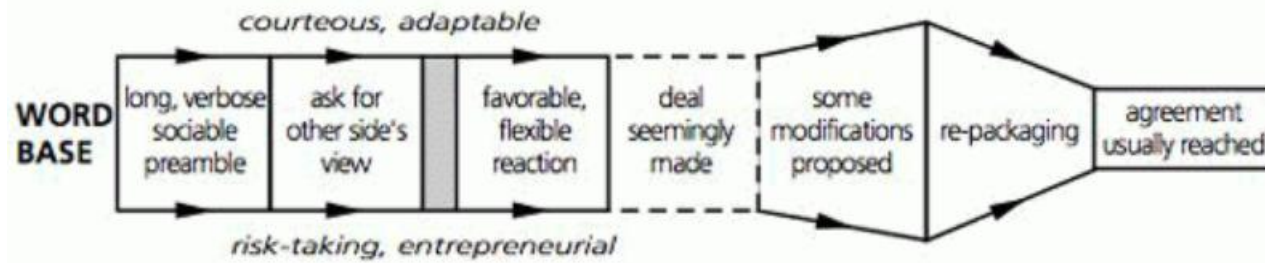 courteous, adaptable
WORD
BASE
long, verbose
sociable
preamble
ask for
other side's
view
favorable,
flexible
reaction
deal
seemingly
made
some
modifications
proposed
re-packaging
agreement
usually reached
risk-taking, entrepreneurial